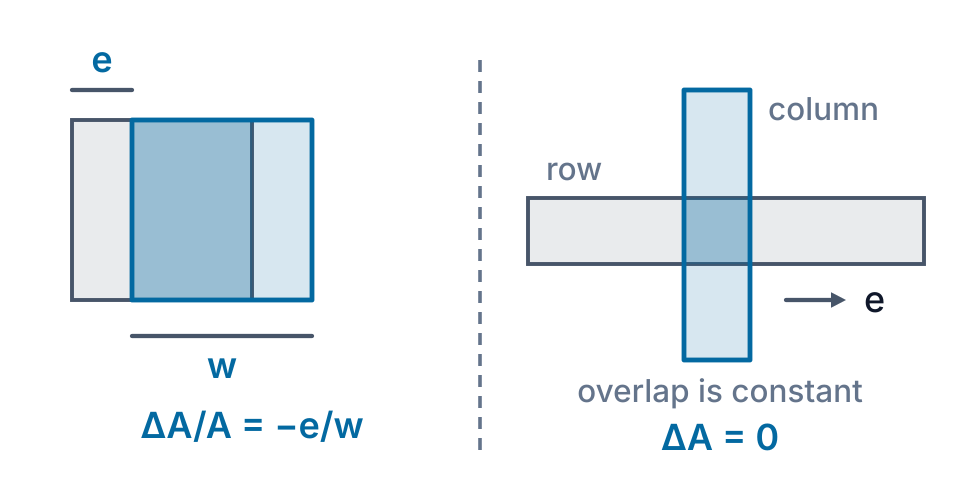 e
w
ΔA/A = −e/w
column
row
e
overlap is constant
ΔA = 0